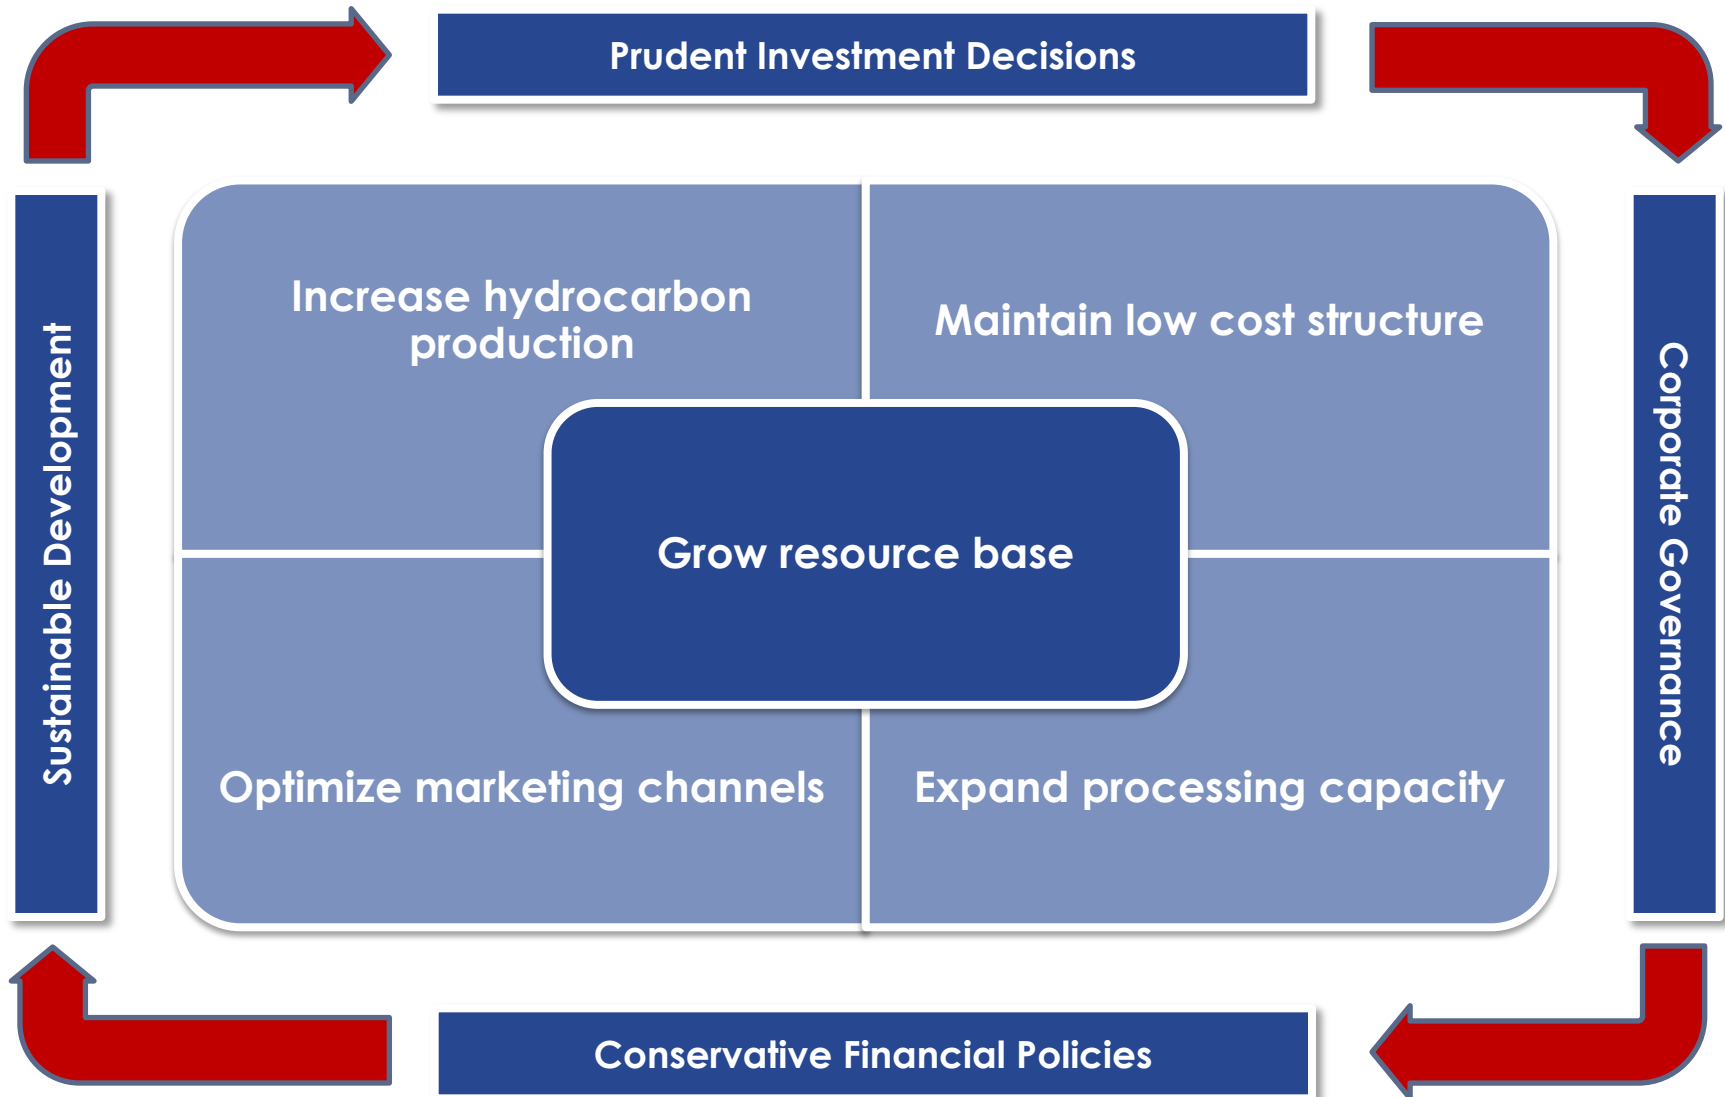 Prudent Investment Decisions
Sustainable Development
Increase hydrocarbon
production
Maintain low cost structure
Corporate Governance
Grow resource base
Optimize marketing channels
Expand processing capacity
Conservative Financial Policies